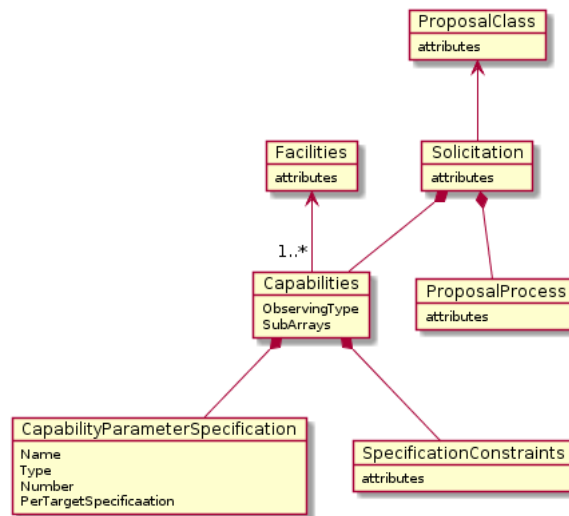 ProposalClass
attributes
Facilities
attributes
Solicitation
attributes
1..*
Capabilities
ObservingType
SubArrays
ProposalProcess
attributes
CapabilityParameterSpecification
Name
Type
Number
PerTargetSpecificaation
SpecificationConstraints
attributes